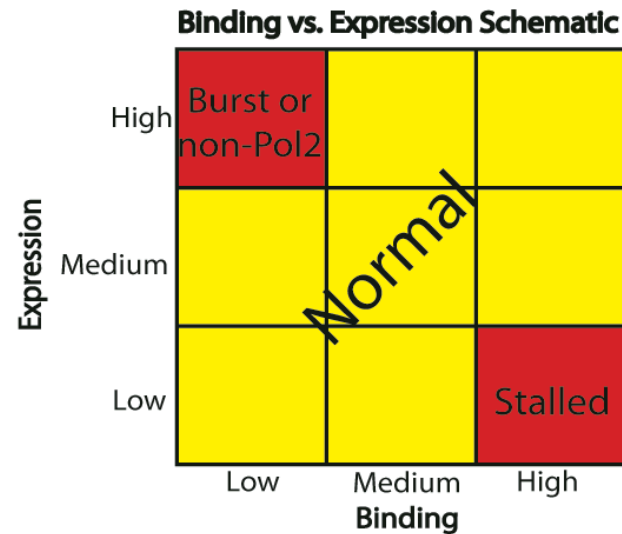 Binding vs. Expression Schematic
High
Burst or
non-Pol2
Expression
Medium
Normal
Low
Stalled
Low
Medium
High
Binding